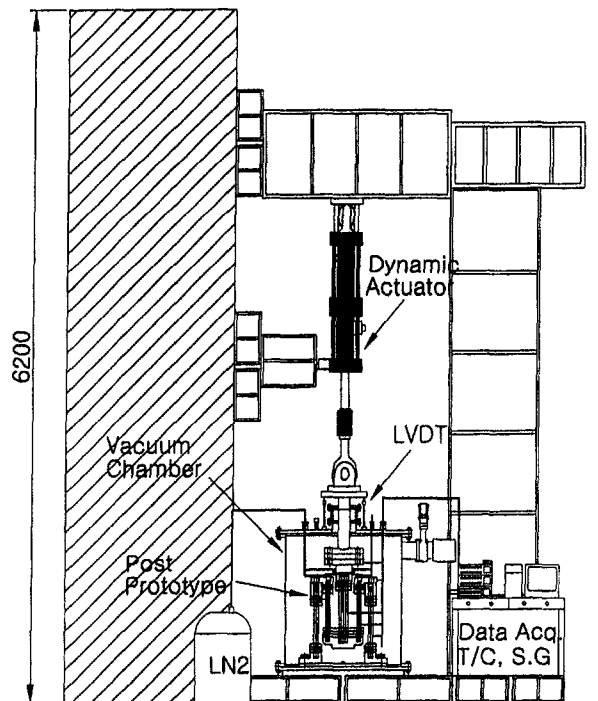 6200
Dynamic
Actuator
LVDT
Vacuum
Chamber
Post
Prototype
LN2
Data Acq.
T/C, S.G